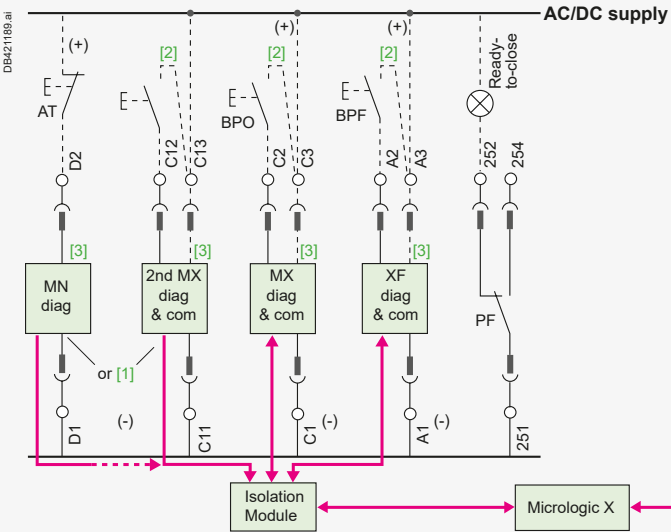 DB421189.ai
AC/DC supply
(+)
(+)
(+)
[2]
[2]
[2]
Ready-
to-close
AT
BPO
BPF
D2
C12
C13
C2
C3
A2
A3
252
254
[3]
[3]
[3]
[3]
MN
diag
2nd MX
diag
& com
MX
diag
& com
XF
diag
& com
PF
or [1]
(-)
(-)
(-)
D1
C11
C1
A1
251
Isolation
Module
Micrologic X